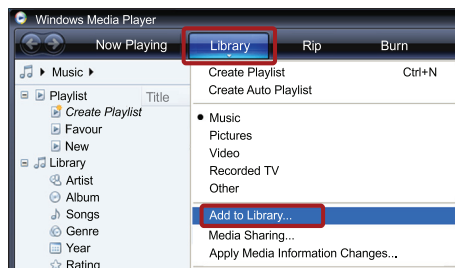 Windows Media Player
Now Playing Library Rip Burn
Music
Create Playlist Ctrl+N
Create Auto Playlist
Playlist Title
Create Playlist
Favour
New
Library
Artist
Album
Songs
Genre
Year
Rating
Music
Pictures
Video
Recorded TV
Other
Add to Library...
Media Sharing...
Apply Media Information Changes...